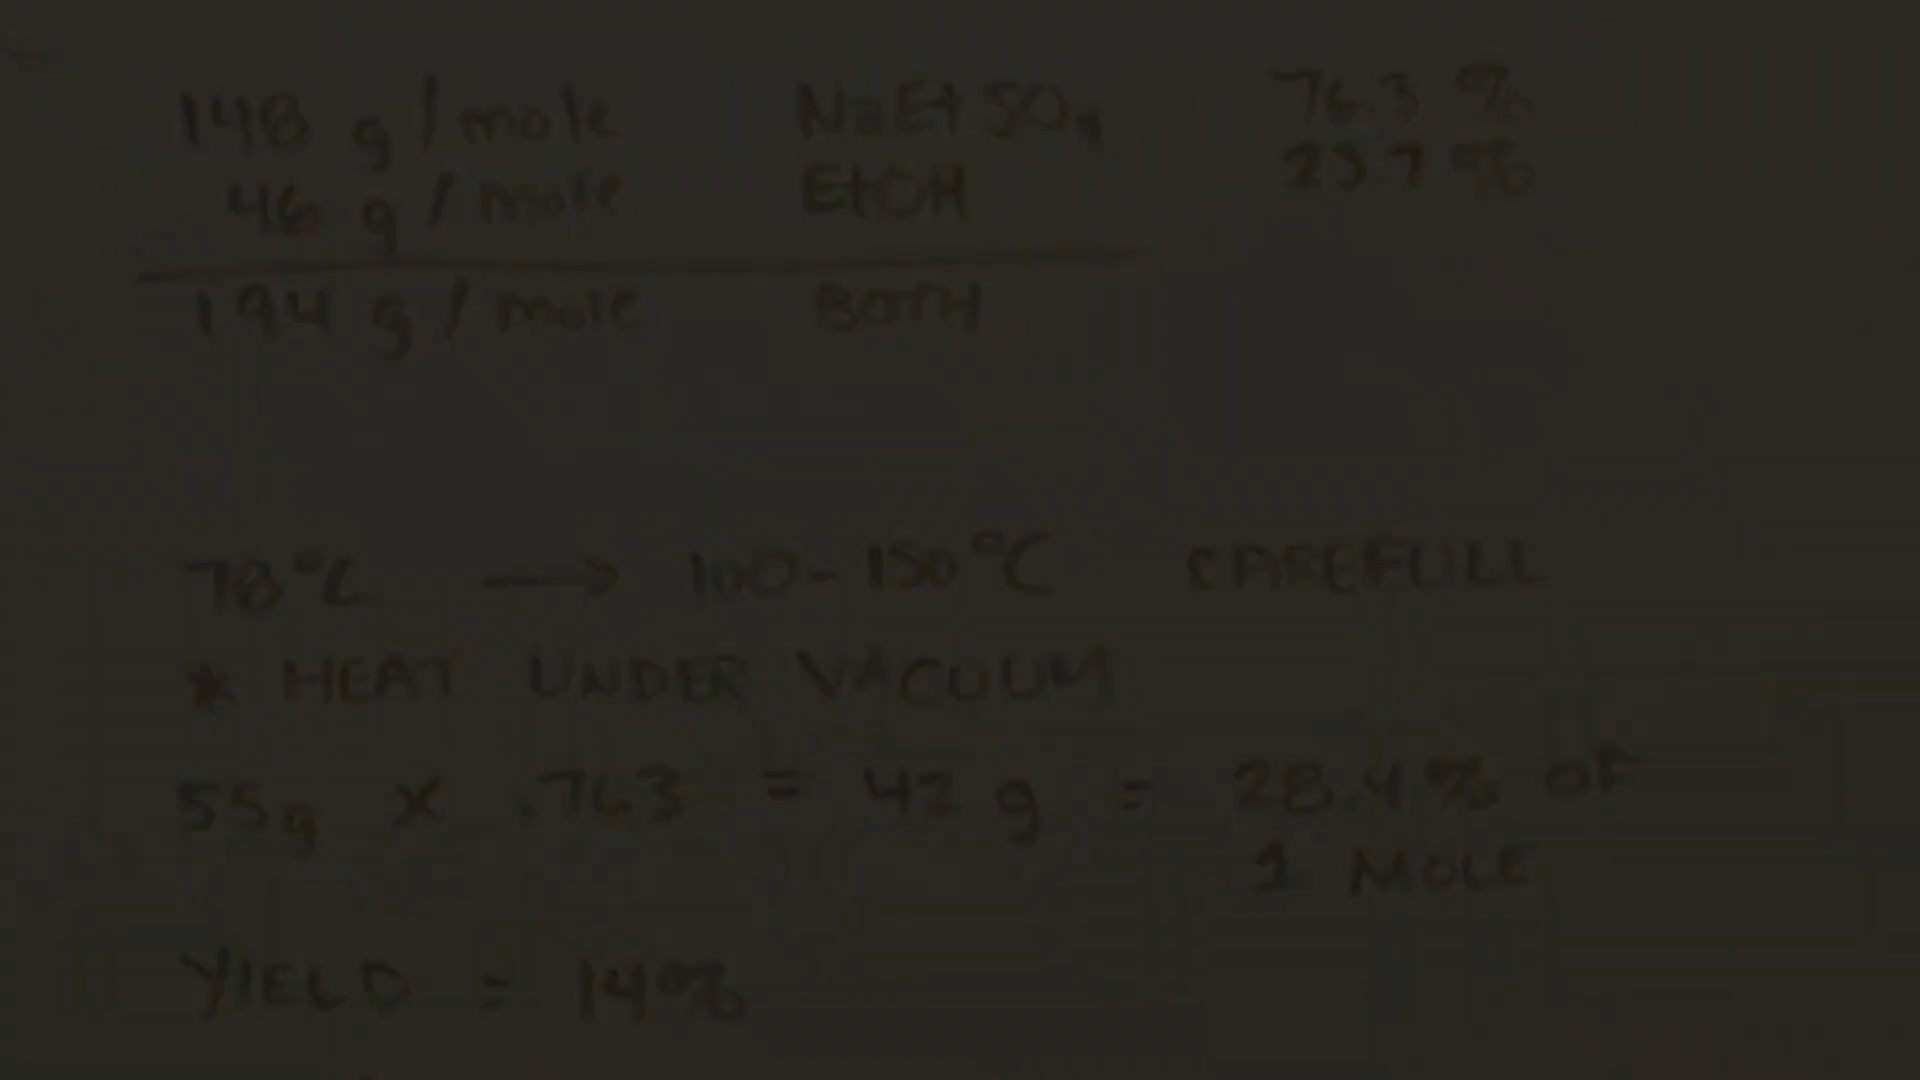 148 g / mole NaEtSO4 76.3 %
46 g / mole EtOH 23.7 %
194 g / mole BOTH
78°C → 100-150°C CAREFULL
* HEAT UNDER VACUUM
55g x .763 = 42 g = 28.4% OF
1 MOLE
YIELD = 14%